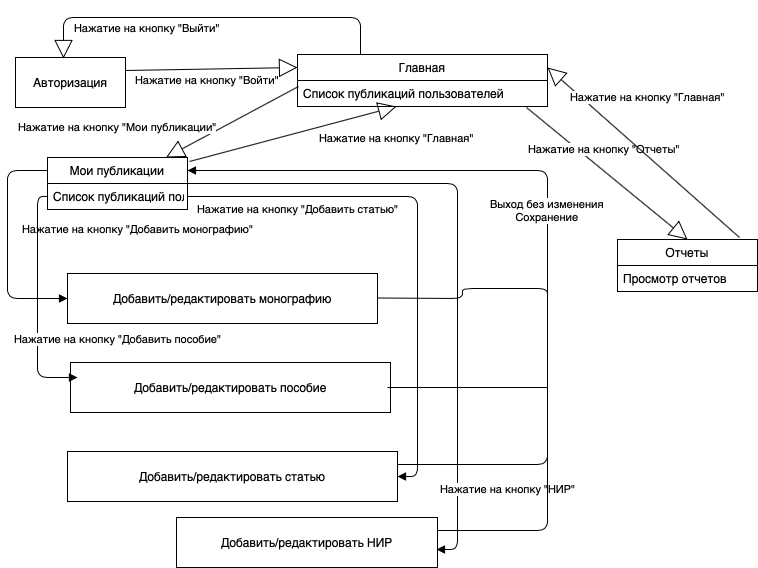 Нажатие на кнопку "Выйти"
Авторизация
Нажатие на кнопку "Войти"
Главная
Список публикаций пользователей
Нажатие на кнопку "Главная"
Нажатие на кнопку "Мои публикации"
Нажатие на кнопку "Главная"
Нажатие на кнопку "Отчеты"
Мои публикации
Список публикаций пол
Нажатие на кнопку "Добавить статью"
Выход без изменения
Сохранение
Нажатие на кнопку "Добавить монографию"
Отчеты
Просмотр отчетов
Добавить/редактировать монографию
Нажатие на кнопку "Добавить пособие"
Добавить/редактировать пособие
Добавить/редактировать статью
Нажатие на кнопку "НИР"
Добавить/редактировать НИР